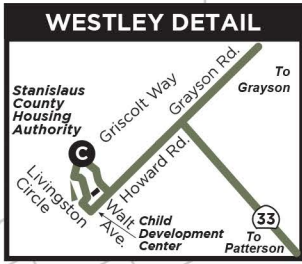 WESTLEY DETAIL
To
Grayson
Grayson Rd.
Griscolt Way
Stanislaus
County
Housing
Authority
C
Howard Rd.
Livingston
Circle
Walt
Ave.
Child
Development
Center
33
To
Patterson